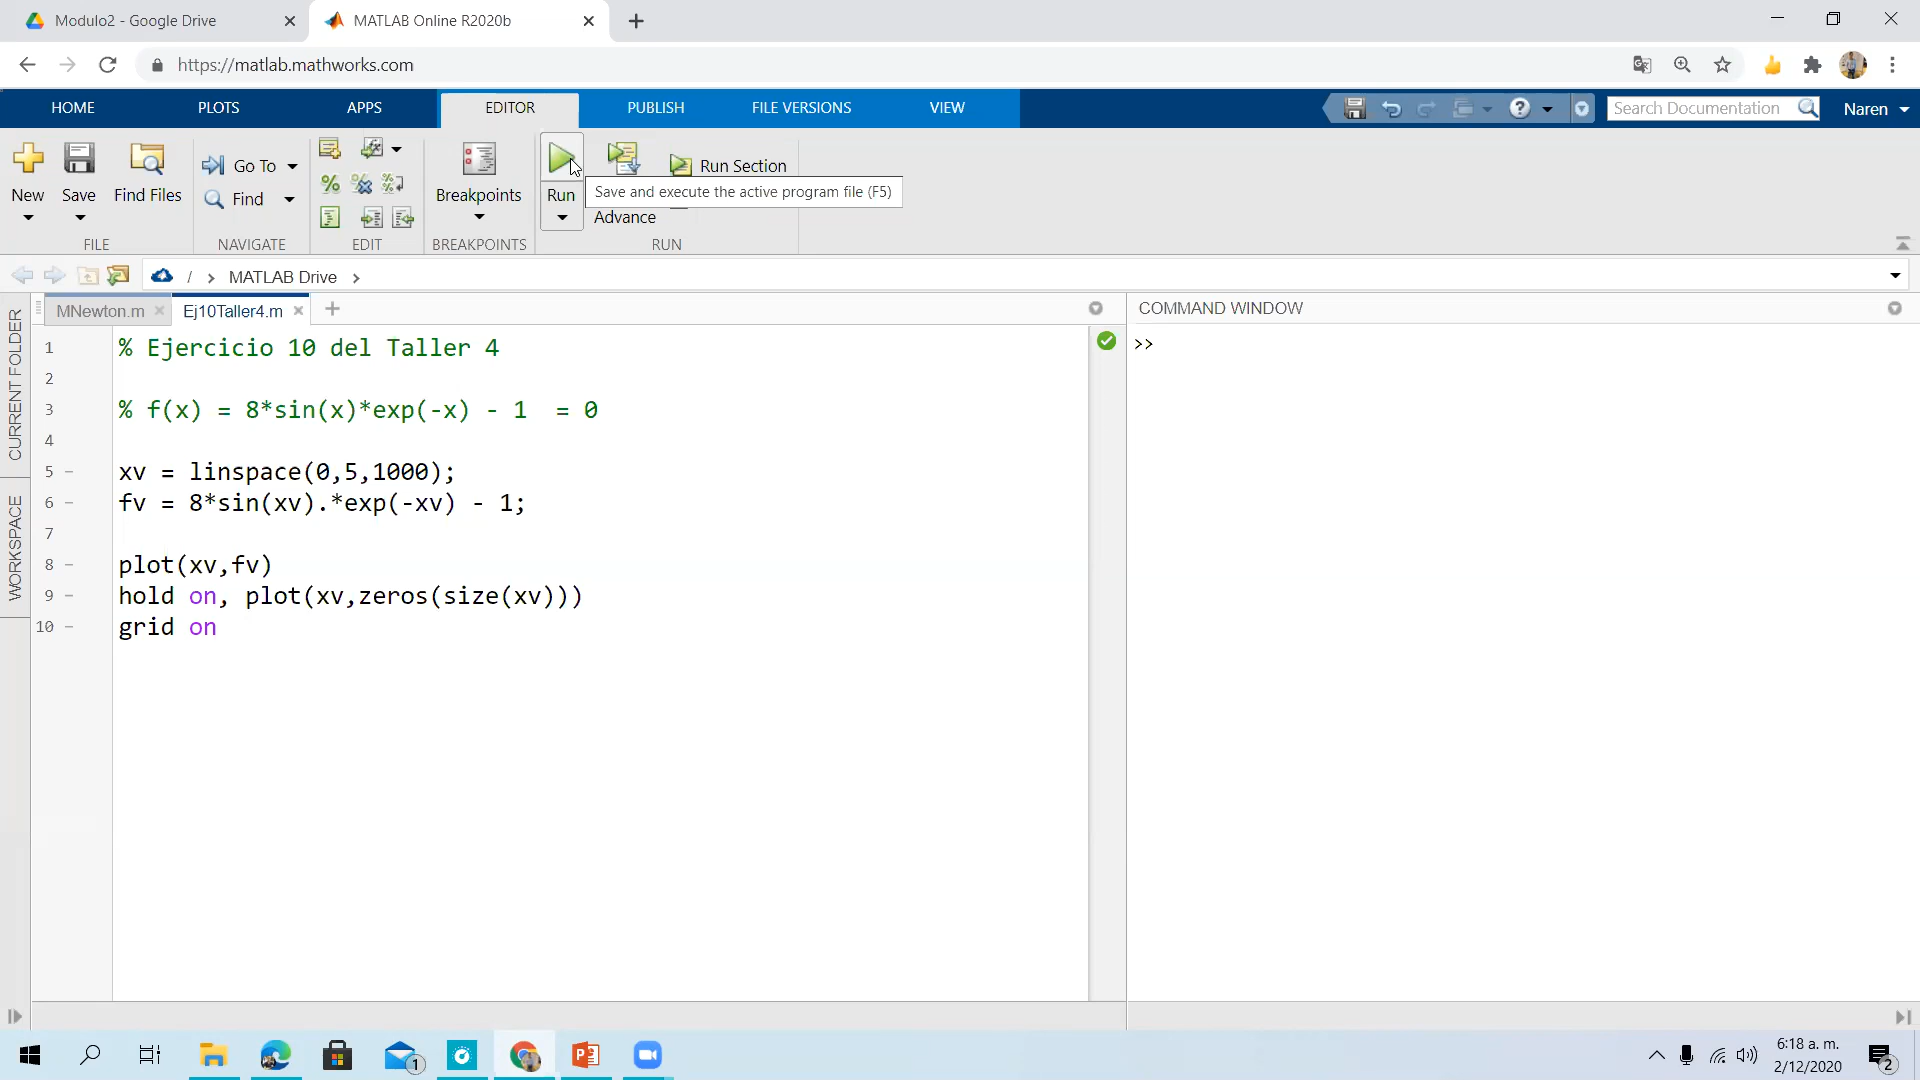 Modulo2 - Google Drive
MATLAB Online R2020b
https://matlab.mathworks.com
HOME PLOTS APPS EDITOR PUBLISH FILE VERSIONS VIEW
Search Documentation
Naren
New
Save
Find Files
Go To
Find
Breakpoints
Run
Advance
Run Section
Save and execute the active program file (F5)
FILE NAVIGATE EDIT BREAKPOINTS RUN
/ › MATLAB Drive ›
CURRENT FOLDER
WORKSPACE
MNewton.m
Ej10Taller4.m
1 % Ejercicio 10 del Taller 4
2
3 % f(x) = 8*sin(x)*exp(-x) - 1  = 0
4
5 – xv = linspace(0,5,1000);
6 – fv = 8*sin(xv).*exp(-xv) - 1;
7
8 – plot(xv,fv)
9 – hold on, plot(xv,zeros(size(xv)))
10 – grid on
COMMAND WINDOW
>>
1
6:18 a. m.
2/12/2020
2